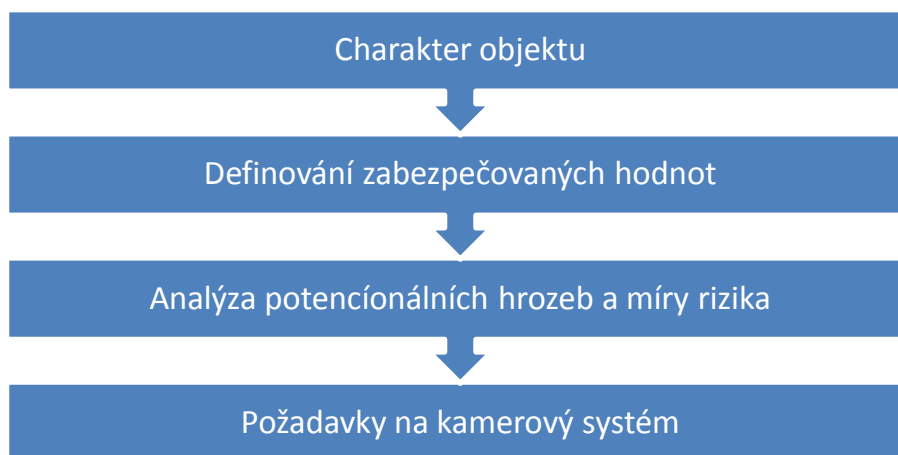 Charakter objektu
Definování zabezpečovaných hodnot
Analýza potencíonálních hrozeb a míry rizika
Požadavky na kamerový systém